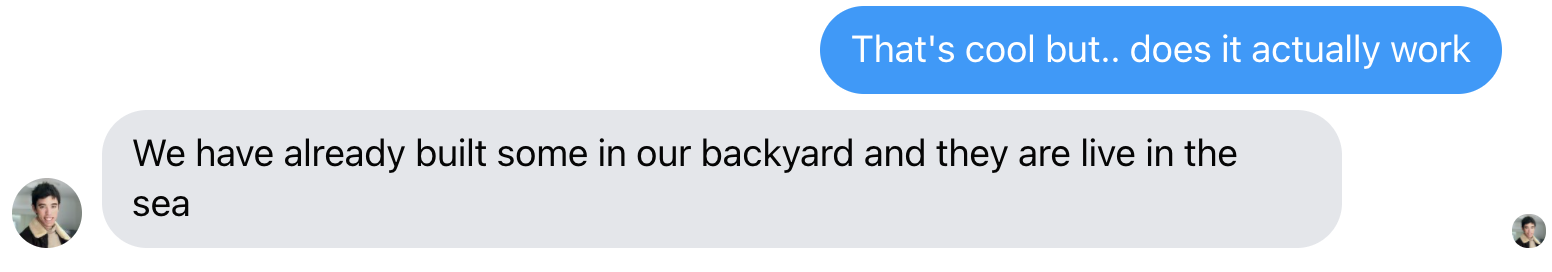 That's cool but.. does it actually work
We have already built some in our backyard and they are live in the
sea